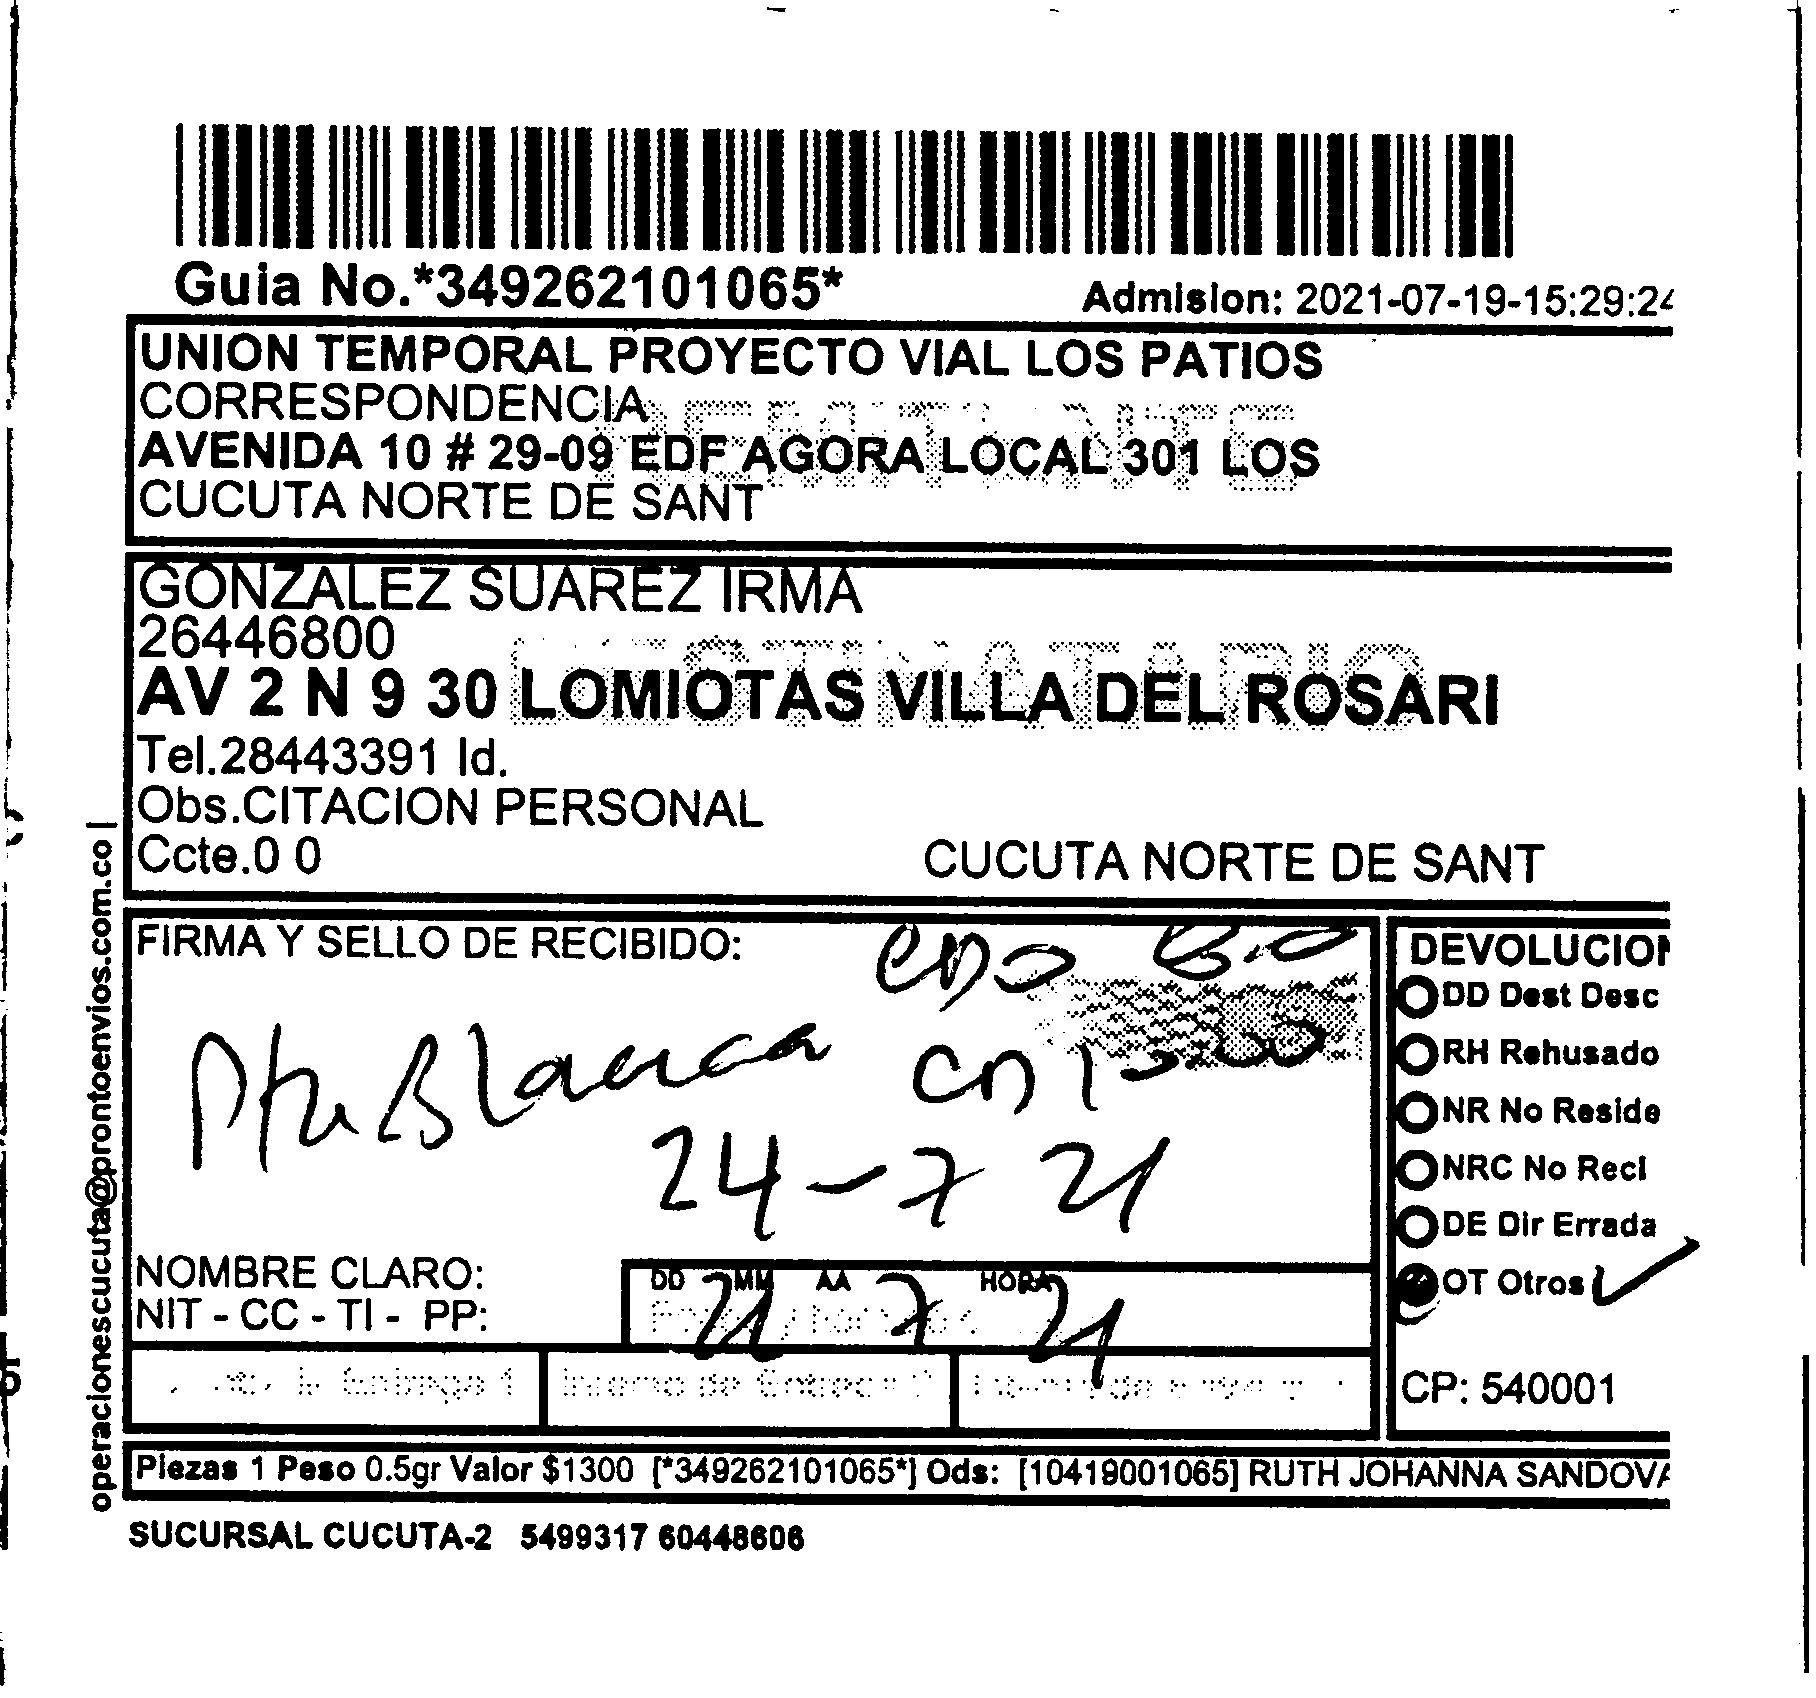 Guia No.*349262101065*
Admision: 2021-07-19-15:29:24
UNION TEMPORAL PROYECTO VIAL LOS PATIOS
CORRESPONDENCIA
REMITENTE
AVENIDA 10 # 29-09 EDF AGORA LOCAL 301 LOS
CUCUTA NORTE DE SANT
GONZALEZ SUAREZ IRMA
26446800
DESTINATARIO
AV 2 N 9 30 LOMIOTAS VILLA DEL ROSARI
Tel.28443391 Id.
Obs.CITACION PERSONAL
Ccte.0 0
CUCUTA NORTE DE SANT
operacionescucuta@prontoenvios.com.co |
FIRMA Y SELLO DE RECIBIDO:
Pta Blanca
24-7 21
NOMBRE CLARO:
NIT - CC - TI - PP:
DD MM AA HORA
21 7 21
DEVOLUCION
DD Dest Desc
RH Rehusado
NR No Reside
NRC No Recl
DE Dir Errada
OT Otros
CP: 540001
Piezas 1 Peso 0.5gr Valor $1300 [*349262101065*] Ods: [10419001065] RUTH JOHANNA SANDOVA
SUCURSAL CUCUTA-2 5499317 60448606